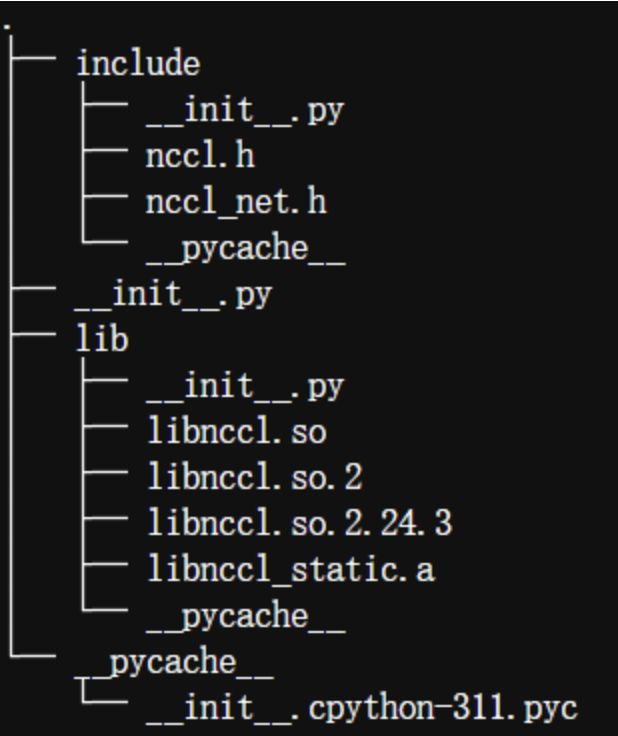 .
├── include
│   ├── __init__.py
│   ├── nccl.h
│   ├── nccl_net.h
│   └── __pycache__
├── __init__.py
├── lib
│   ├── __init__.py
│   ├── libnccl.so
│   ├── libnccl.so.2
│   ├── libnccl.so.2.24.3
│   ├── libnccl_static.a
│   └── __pycache__
└── __pycache__
    └── __init__.cpython-311.pyc